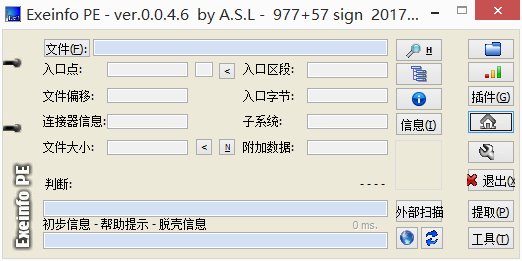 Exeinfo PE - ver.0.0.4.6 by A.S.L - 977+57 sign 2017...
文件(F):
H
入口点:
<
入口区段:
文件偏移:
入口字节:
插件(G)
连接器信息:
子系统:
信息(I)
文件大小:
<
N
附加数据:
判断:
----
退出(X
外部扫描
提取(P)
初步信息 - 帮助提示 - 脱壳信息
0 ms.
工具(T)
Exeinfo PE